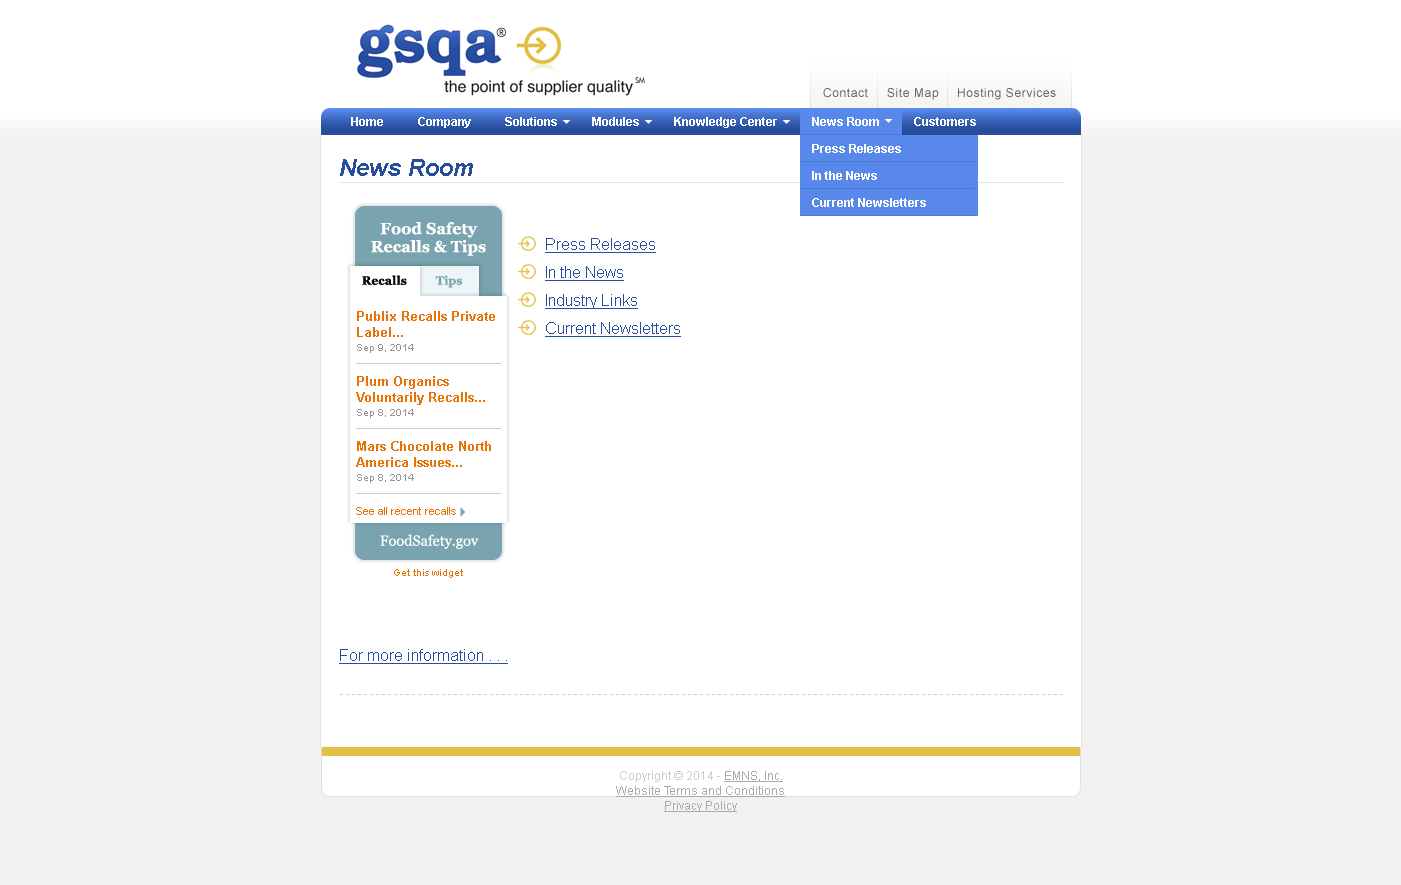 gsqa®
the point of supplier quality℠
Contact Site Map Hosting Services
Home Company Solutions Modules Knowledge Center News Room Customers
Press Releases
In the News
Current Newsletters
News Room
Food Safety
Recalls & Tips
Recalls Tips
Publix Recalls Private
Label...
Sep 9, 2014
Plum Organics
Voluntarily Recalls...
Sep 8, 2014
Mars Chocolate North
America Issues...
Sep 8, 2014
See all recent recalls
FoodSafety.gov
Get this widget
Press Releases
In the News
Industry Links
Current Newsletters
For more information . . .
Copyright © 2014 - EMNS, Inc.
Website Terms and Conditions
Privacy Policy